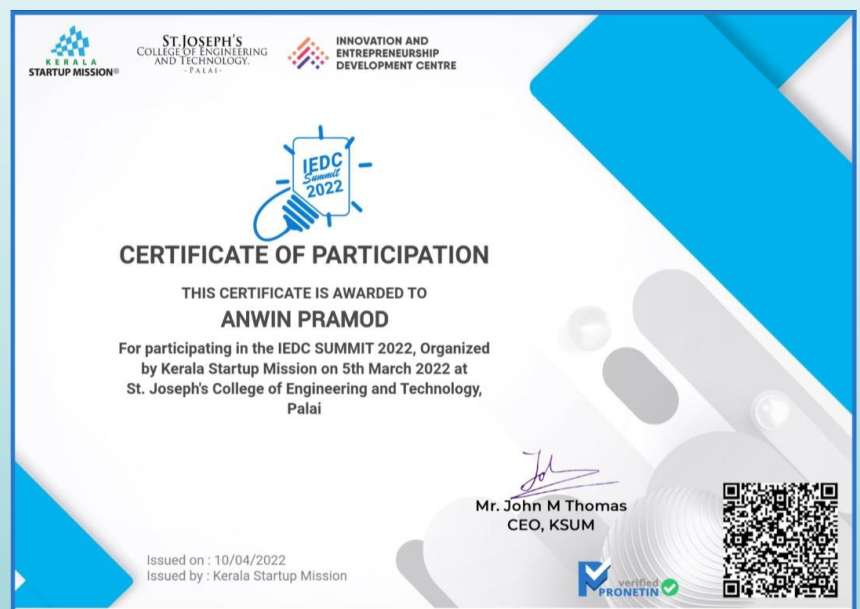 KERALA
STARTUP MISSION®
ST.JOSEPH'S
COLLEGE OF ENGINEERING
AND TECHNOLOGY.
-PALAI-
INNOVATION AND
ENTREPRENEURSHIP
DEVELOPMENT CENTRE
IEDC
Summit
2022
CERTIFICATE OF PARTICIPATION
THIS CERTIFICATE IS AWARDED TO
ANWIN PRAMOD
For participating in the IEDC SUMMIT 2022, Organized
by Kerala Startup Mission on 5th March 2022 at
St. Joseph's College of Engineering and Technology,
Palai
Mr. John M Thomas
CEO, KSUM
Issued on : 10/04/2022
Issued by : Kerala Startup Mission
verified
PRONETIN